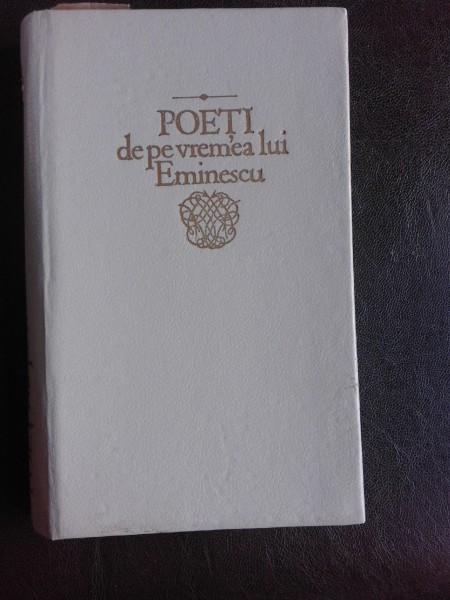 POEȚI
de pe vremea lui
Eminescu